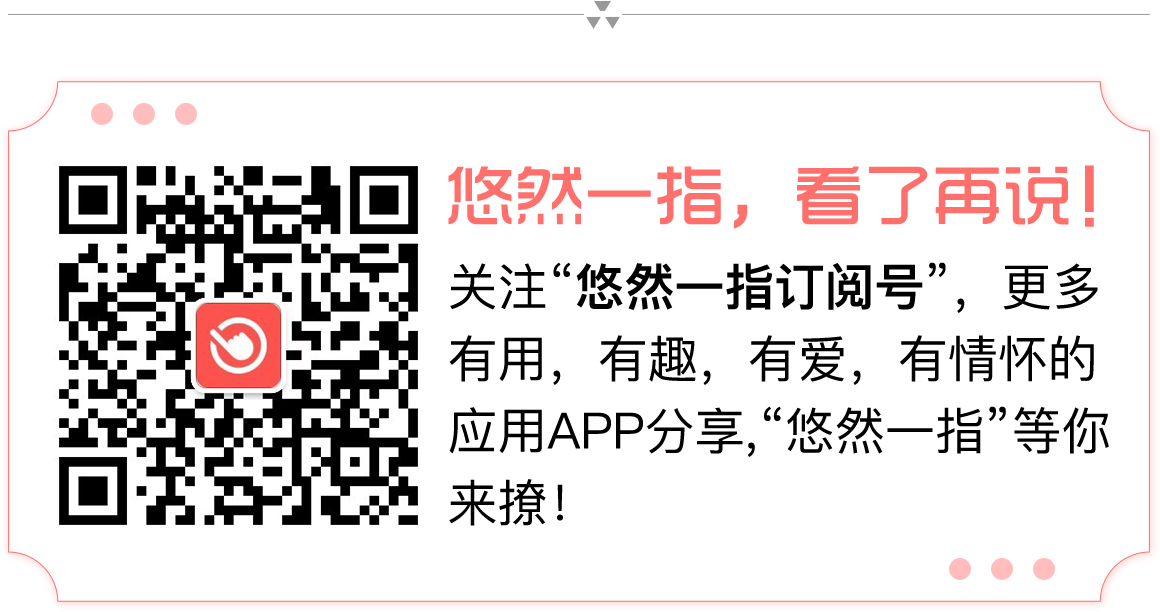 悠然一指，看了再说！
关注“悠然一指订阅号”，更多
有用，有趣，有爱，有情怀的
应用APP分享,“悠然一指”等你
来撩！